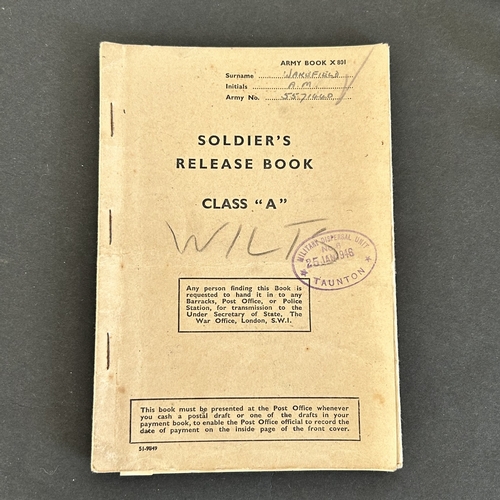 ARMY BOOK X 801
Surname
Initials A.M.
Army No. 5571440
SOLDIER'S
RELEASE BOOK
CLASS "A"
WILT
MILITARY DISPERSAL UNIT
25 JAN 1946
TAUNTON
Any person finding this Book is
requested to hand it in to any
Barracks, Post Office, or Police
Station, for transmission to the
Under Secretary of State, The
War Office, London, S.W.1.
This book must be presented at the Post Office whenever
you cash a postal draft or one of the drafts in your
payment book, to enable the Post Office official to record the
date of payment on the inside page of the front cover.
51-9849